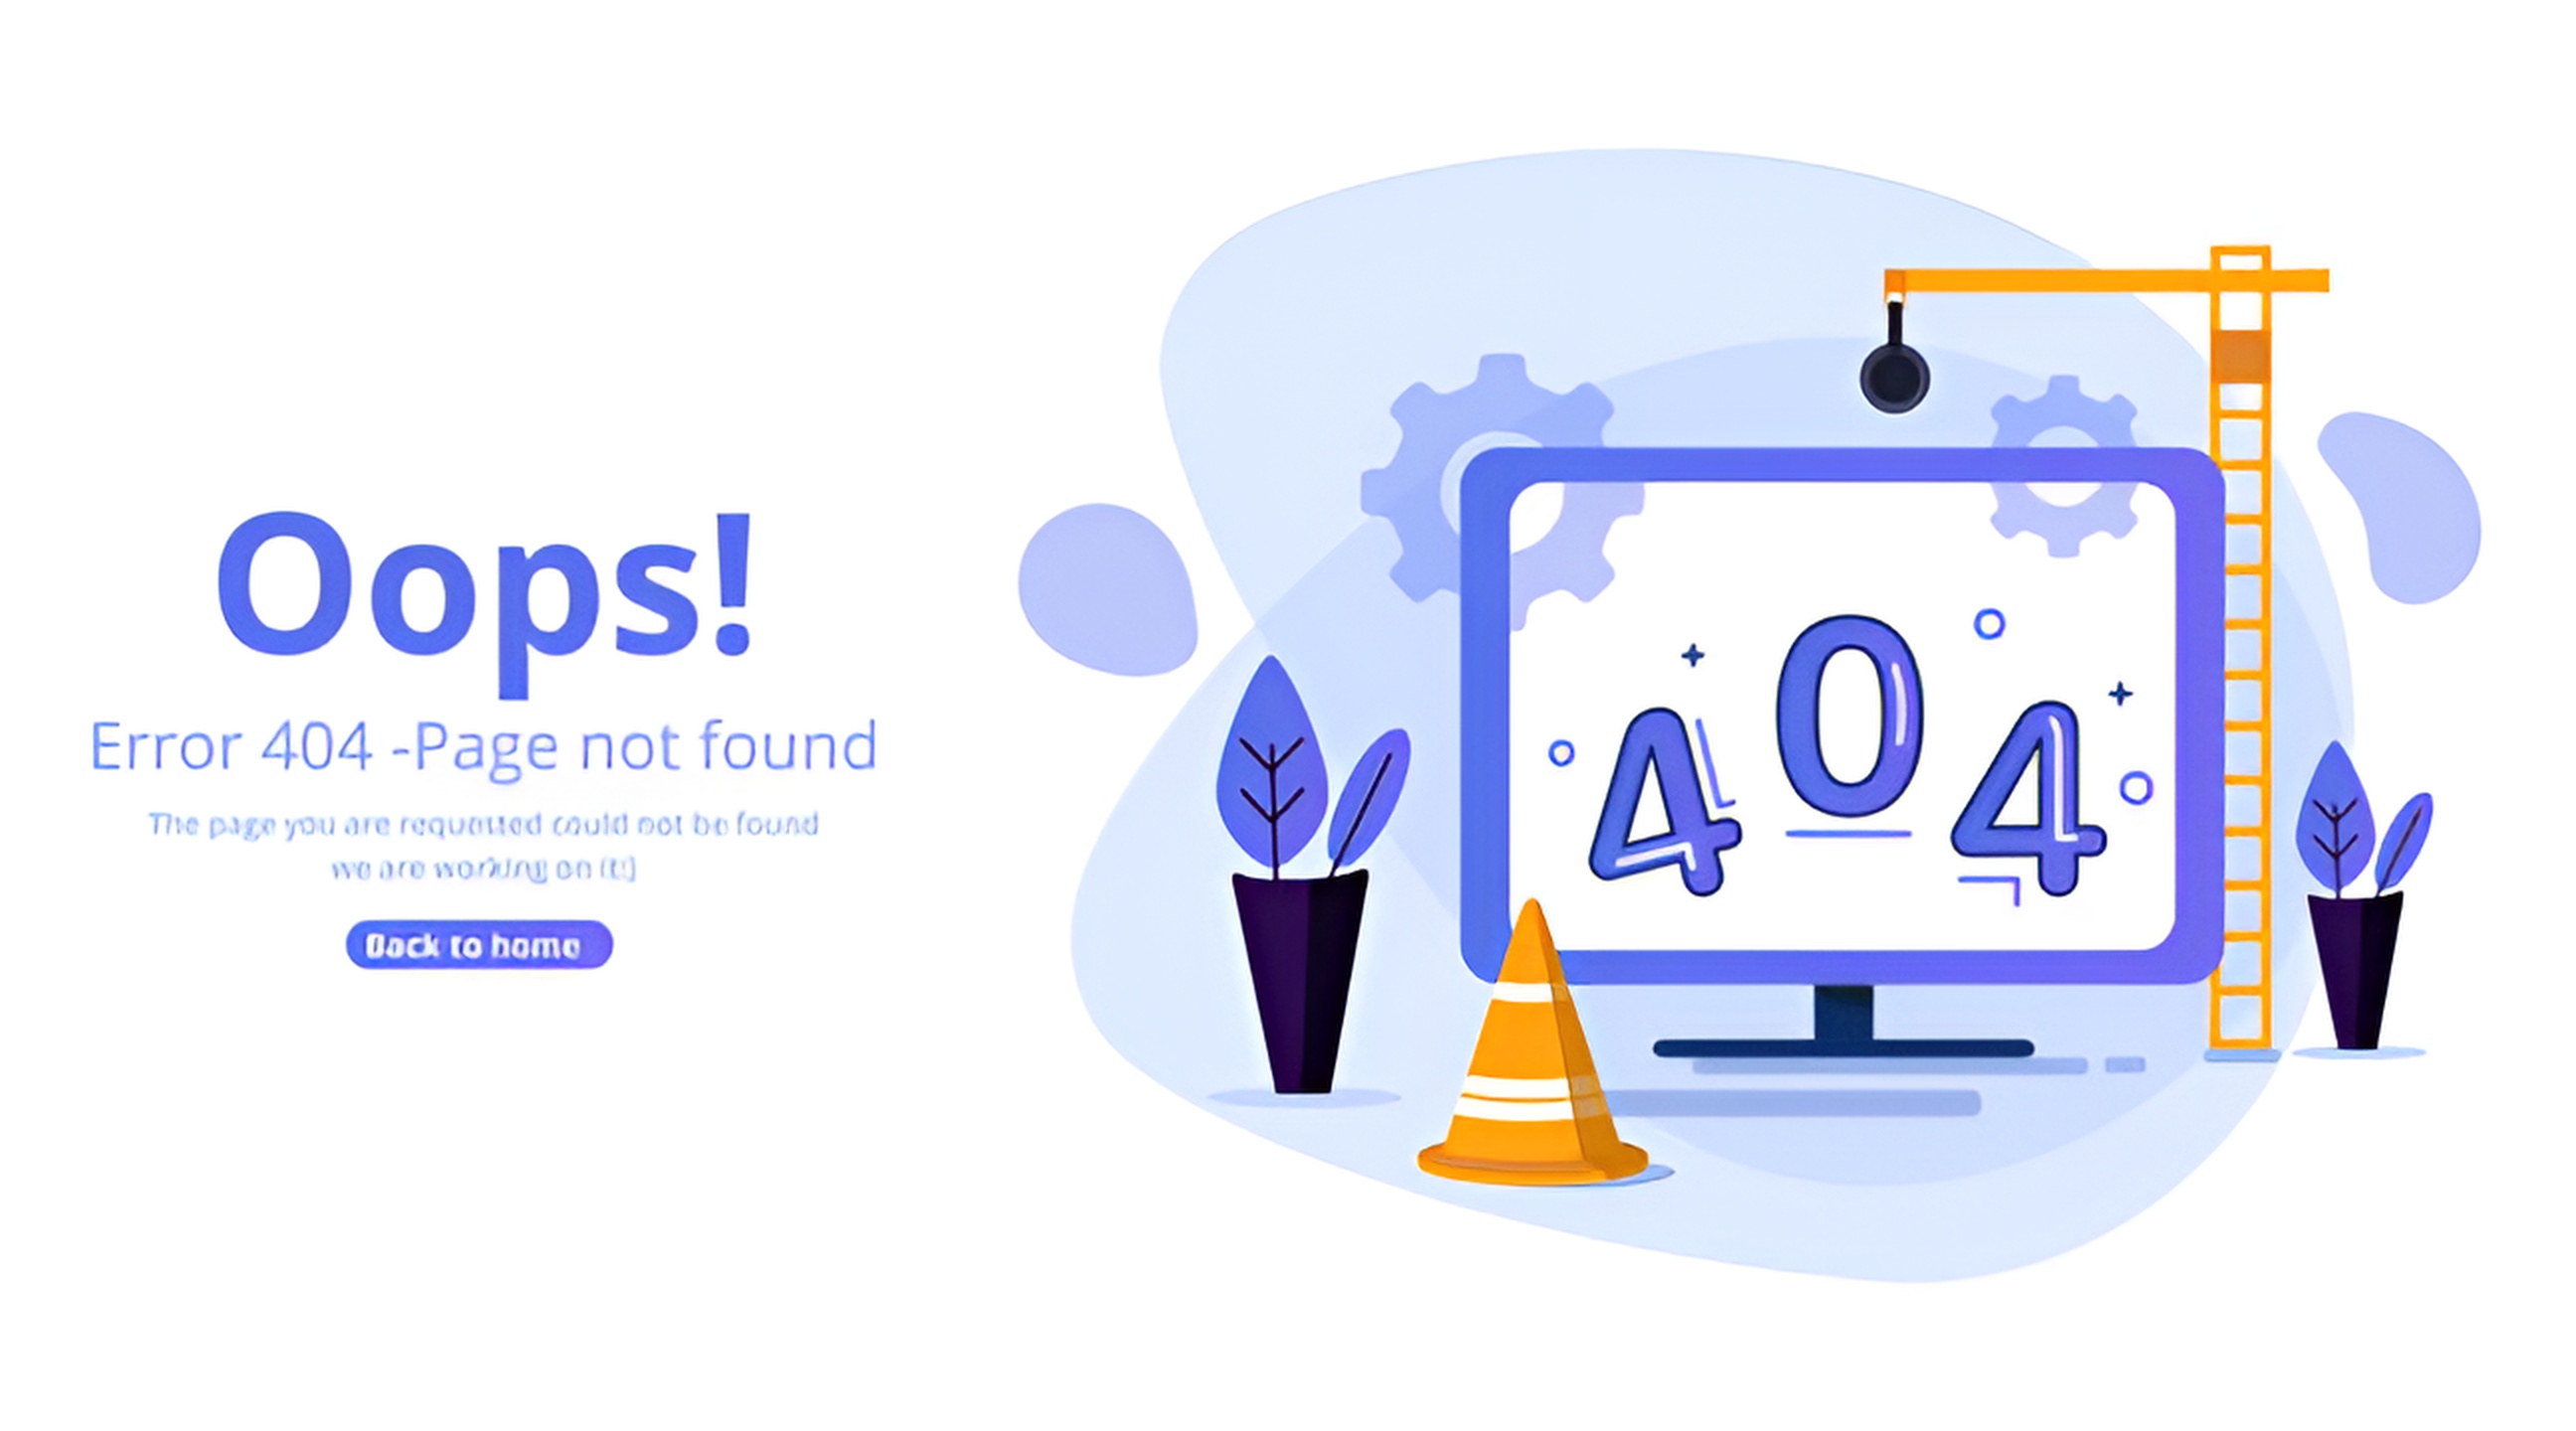 Oops!
Error 404 -Page not found
The page you are requested could not be found
we are working on it!
Back to home
404